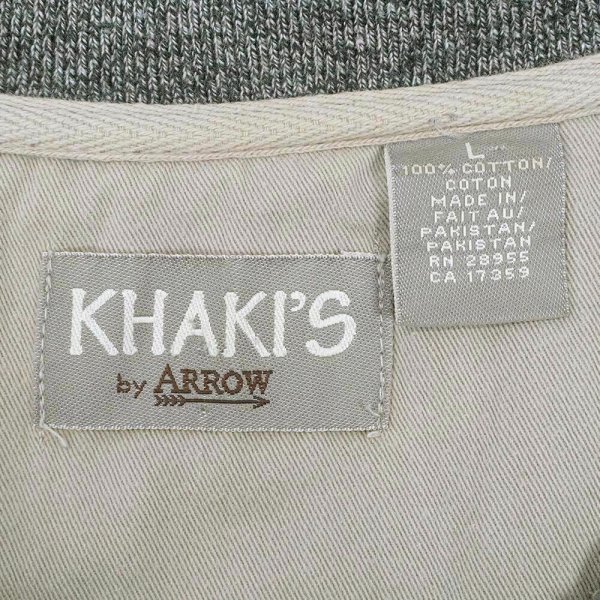 KHAKI'S
by ARROW
L
100% COTTON/
COTON
MADE IN/
FAIT AU/
PAKISTAN/
PAKISTAN
RN 28955
CA 17359